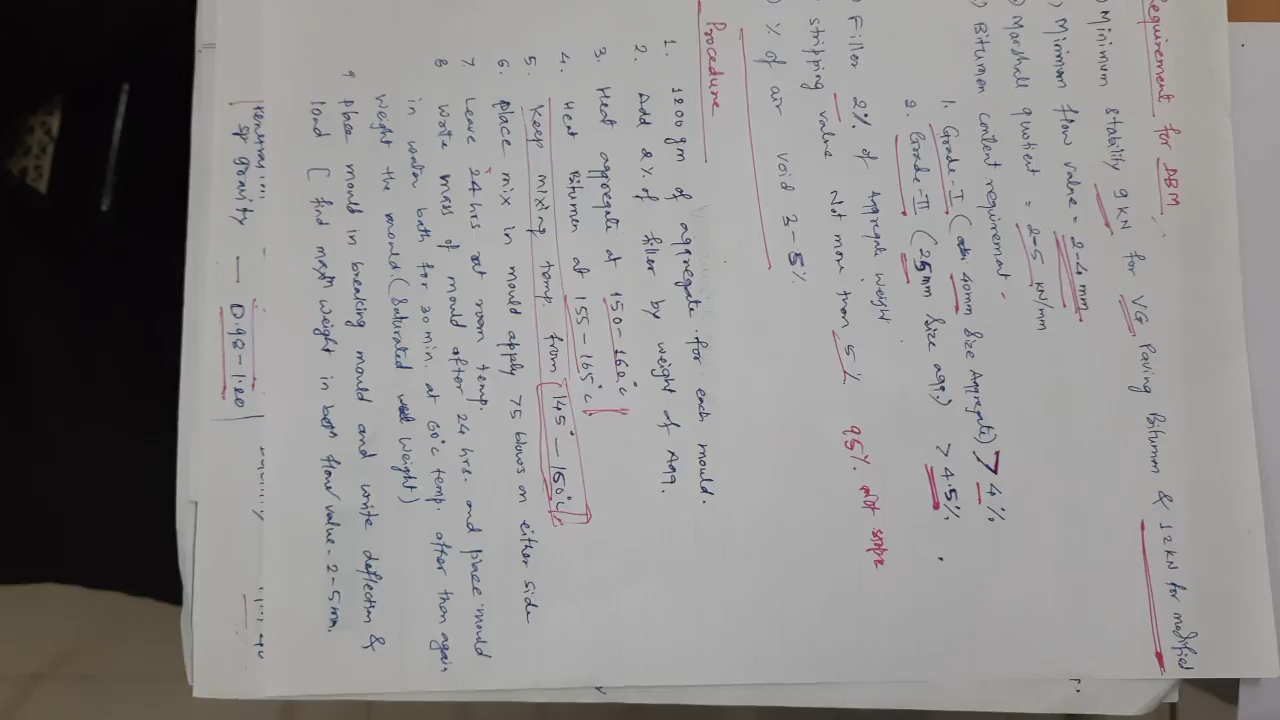 Requirement for DBM
) Minimum stability 9 kN for VG Paving Bitumen & 12 kN for modified
) Minimum flow value = 2-4 mm
) Marshall quotient = 2-5 kN/mm
) Bitumen content requirement -
1. Grade-I ( 40mm size Aggregate) > 4 %
2. Grade-II (25mm size agg.) > 4.5 %
) Filler 2% of Aggregate weight
stripping value Not more than 5 % 95%. not
) % of air void 3 - 5 %
Procedure
1. 1200 gm of aggregate for each mould.
2. Add 2 % of filler by weight of Agg.
3. Heat aggregate at 150-160°C
4. Heat Bitumen at 155 - 165°C
5. Keep mixing temp. from 145° - 150°C
6. place mix in mould apply 75 blows on either side
7. Leave 24 hrs at room temp.
8 Write mass of mould after 24 hrs. and place mould
in water bath for 30 min. at 60°c temp. after than again
weight the mould. (Saturated weight)
9 place mould in breaking mould and write deflection &
load [ find weight in flow value - 2 - 5 mm.
sp gravity — 0.98 - 1.20